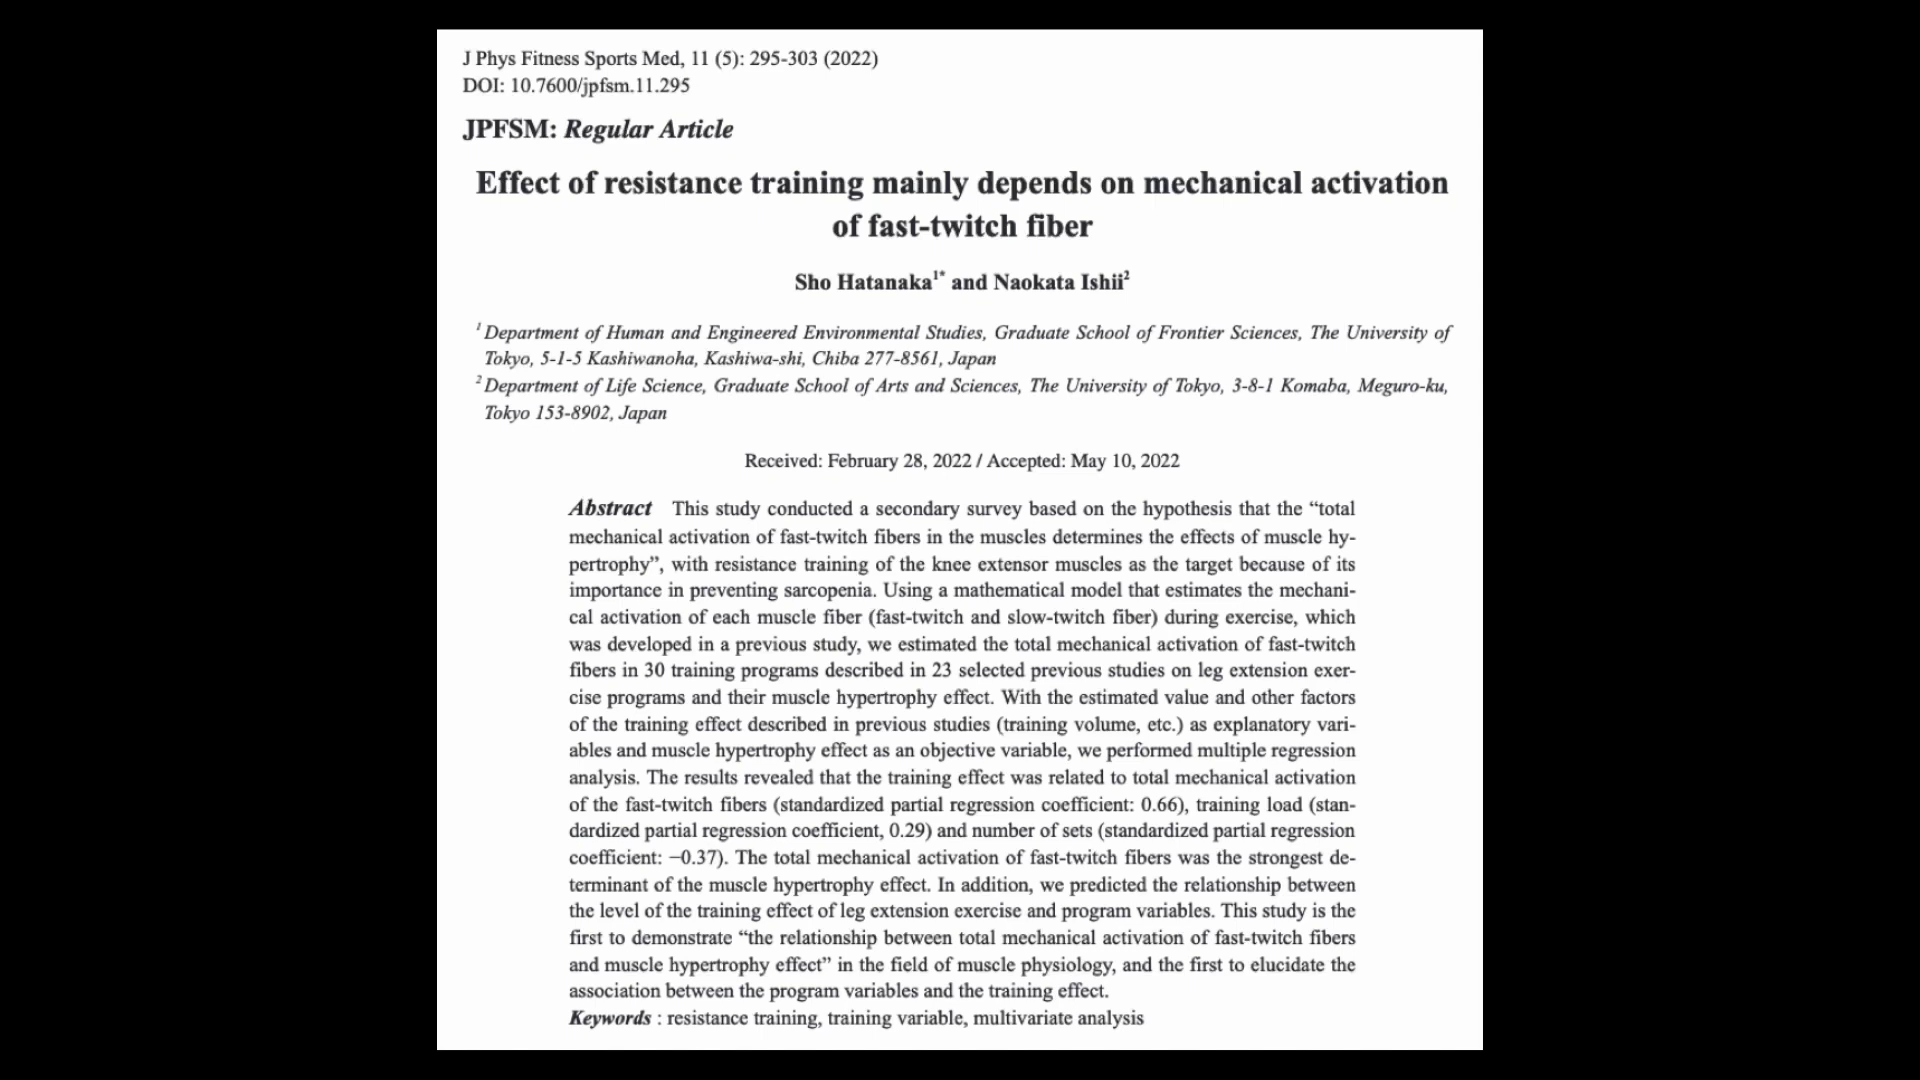 J Phys Fitness Sports Med, 11 (5): 295-303 (2022)
DOI: 10.7600/jpfsm.11.295
JPFSM: Regular Article
Effect of resistance training mainly depends on mechanical activation
of fast-twitch fiber
Sho Hatanaka1* and Naokata Ishii2
1 Department of Human and Engineered Environmental Studies, Graduate School of Frontier Sciences, The University of
Tokyo, 5-1-5 Kashiwanoha, Kashiwa-shi, Chiba 277-8561, Japan
2 Department of Life Science, Graduate School of Arts and Sciences, The University of Tokyo, 3-8-1 Komaba, Meguro-ku,
Tokyo 153-8902, Japan
Received: February 28, 2022 / Accepted: May 10, 2022
Abstract This study conducted a secondary survey based on the hypothesis that the “total
mechanical activation of fast-twitch fibers in the muscles determines the effects of muscle hy-
pertrophy”, with resistance training of the knee extensor muscles as the target because of its
importance in preventing sarcopenia. Using a mathematical model that estimates the mechani-
cal activation of each muscle fiber (fast-twitch and slow-twitch fiber) during exercise, which
was developed in a previous study, we estimated the total mechanical activation of fast-twitch
fibers in 30 training programs described in 23 selected previous studies on leg extension exer-
cise programs and their muscle hypertrophy effect. With the estimated value and other factors
of the training effect described in previous studies (training volume, etc.) as explanatory vari-
ables and muscle hypertrophy effect as an objective variable, we performed multiple regression
analysis. The results revealed that the training effect was related to total mechanical activation
of the fast-twitch fibers (standardized partial regression coefficient: 0.66), training load (stan-
dardized partial regression coefficient, 0.29) and number of sets (standardized partial regression
coefficient: −0.37). The total mechanical activation of fast-twitch fibers was the strongest de-
terminant of the muscle hypertrophy effect. In addition, we predicted the relationship between
the level of the training effect of leg extension exercise and program variables. This study is the
first to demonstrate “the relationship between total mechanical activation of fast-twitch fibers
and muscle hypertrophy effect” in the field of muscle physiology, and the first to elucidate the
association between the program variables and the training effect.
Keywords : resistance training, training variable, multivariate analysis